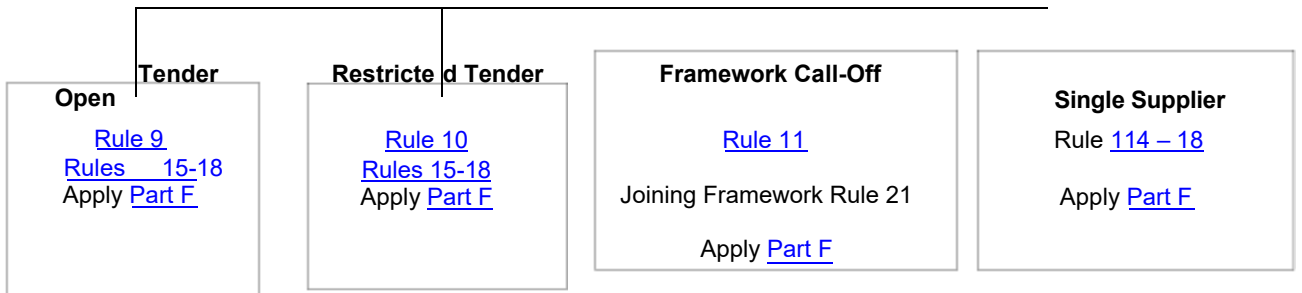 Tender
Open
Rule 9
Rules 15-18
Apply Part F
Restricte d Tender
Rule 10
Rules 15-18
Apply Part F
Framework Call-Off
Rule 11
Joining Framework Rule 21
Apply Part F
Single Supplier
Rule 114 – 18
Apply Part F